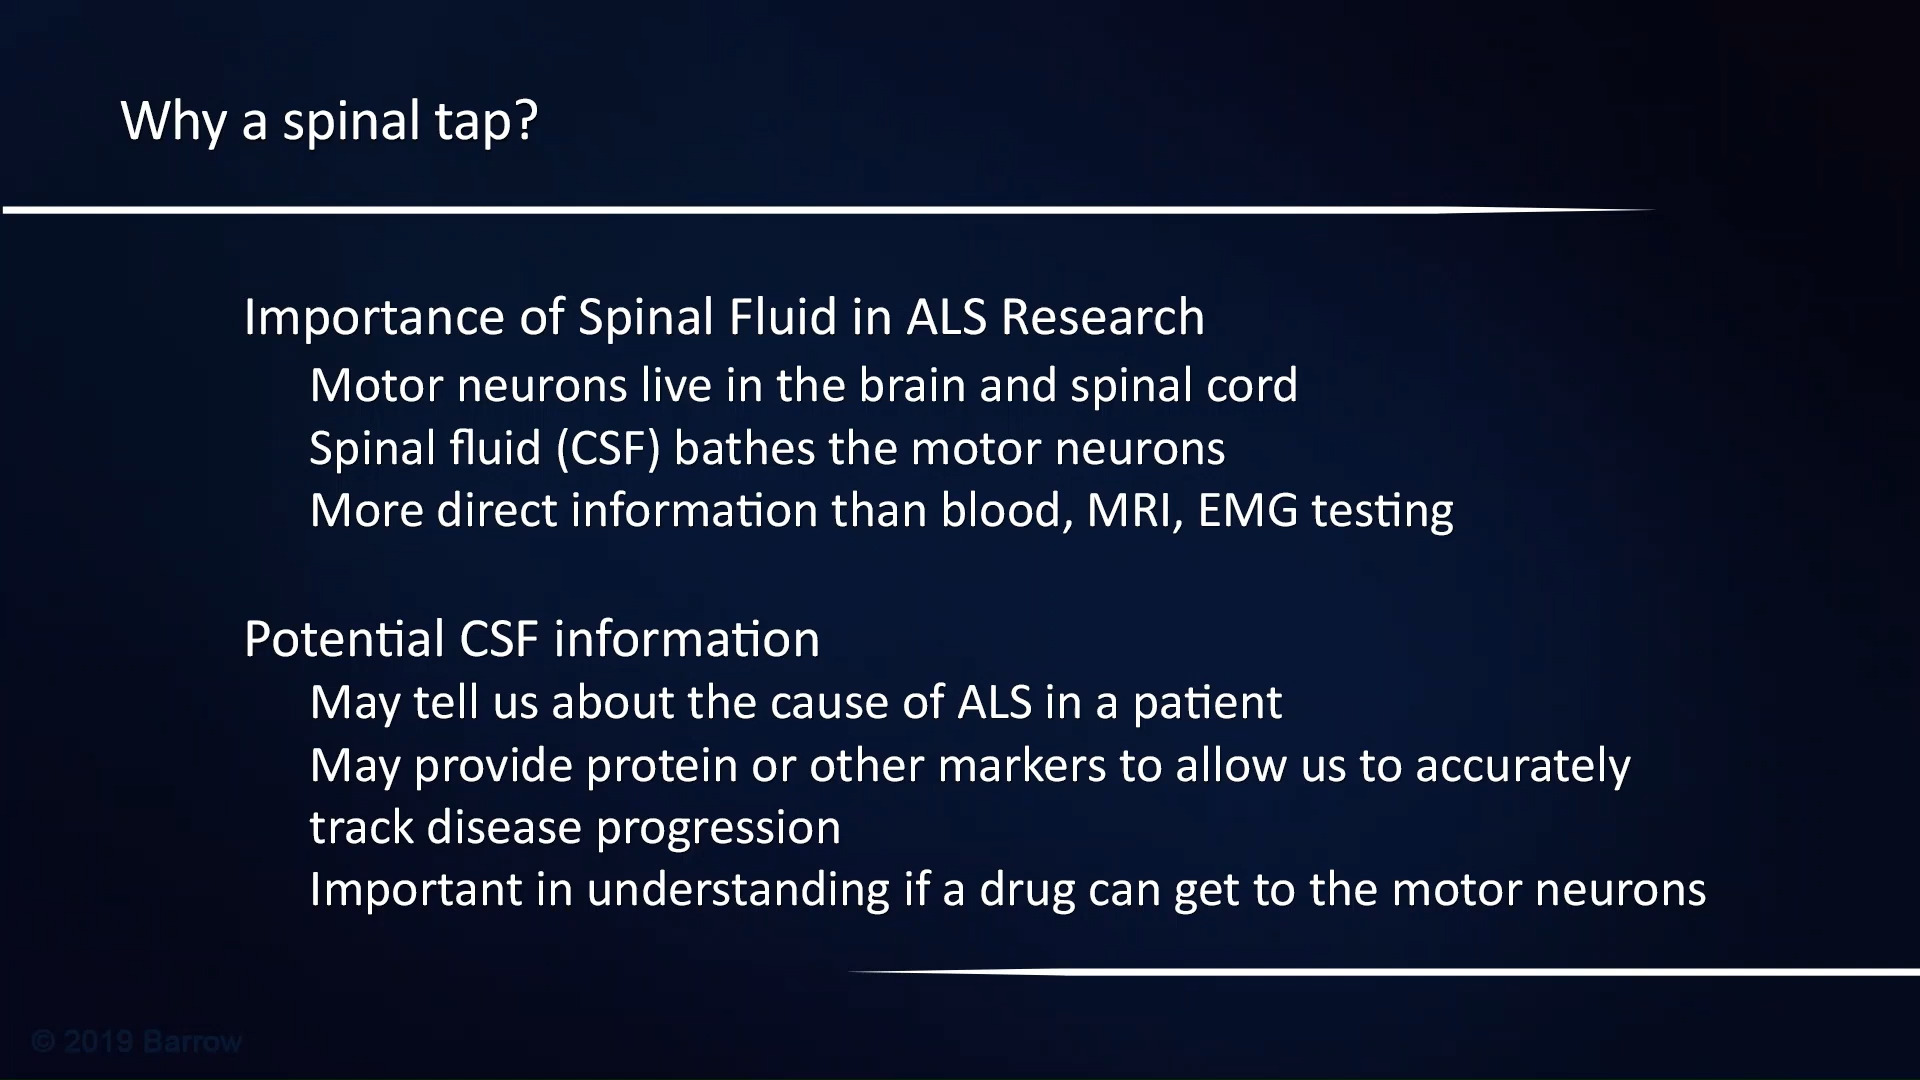 Why a spinal tap?
Importance of Spinal Fluid in ALS Research
Motor neurons live in the brain and spinal cord
Spinal fluid (CSF) bathes the motor neurons
More direct information than blood, MRI, EMG testing
Potential CSF information
May tell us about the cause of ALS in a patient
May provide protein or other markers to allow us to accurately
track disease progression
Important in understanding if a drug can get to the motor neurons
© 2019 Barrow